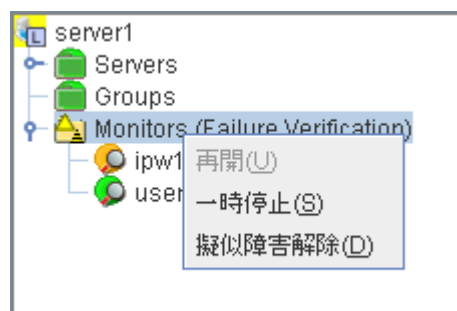 L server1
Servers
Groups
Monitors (Failure Verification)
ipw1
user
再開(U)
一時停止(S)
擬似障害解除(D)